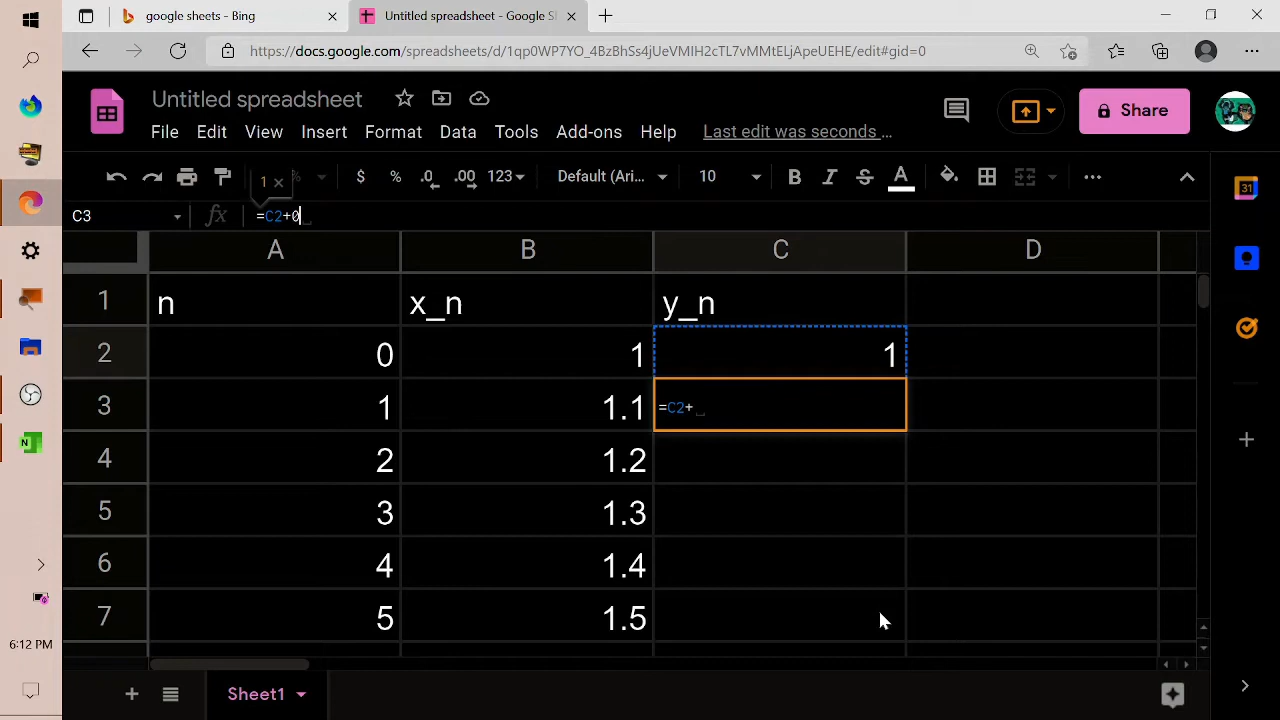 google sheets - Bing
Untitled spreadsheet - Google S
https://docs.google.com/spreadsheets/d/1qp0WP7YO_4BzBhSs4jUeVMIH2cTL7vMMtELjApeUEHE/edit#gid=0
Untitled spreadsheet
File Edit View Insert Format Data Tools Add-ons Help Last edit was seconds …
Share
1 ×
% $ % .0 .00 123 Default (Ari... 10 B I S A
C3 fx =C2+0
A B C D
1 n x_n y_n
2 0 1 1
3 1 1.1 =C2+
4 2 1.2
5 3 1.3
6 4 1.4
7 5 1.5
Sheet1
31
N
6:12 PM